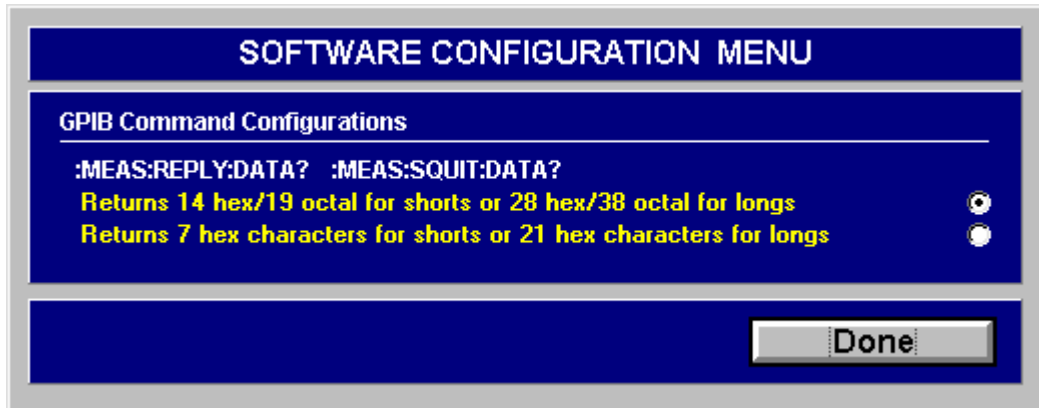 SOFTWARE CONFIGURATION MENU
GPIB Command Configurations
:MEAS:REPLY:DATA? :MEAS:SQUIT:DATA?
Returns 14 hex/19 octal for shorts or 28 hex/38 octal for longs
Returns 7 hex characters for shorts or 21 hex characters for longs
Done